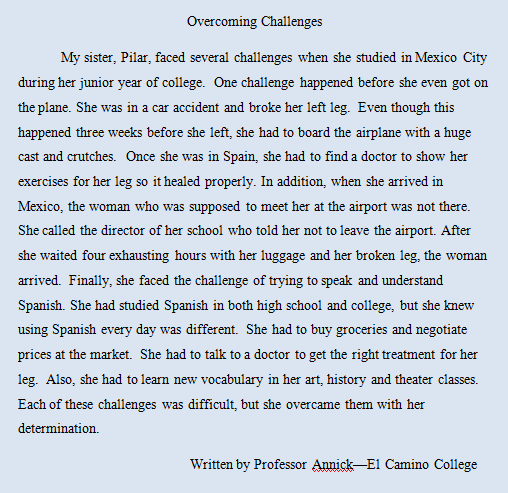 Overcoming Challenges
My sister, Pilar, faced several challenges when she studied in Mexico City
during her junior year of college.  One challenge happened before she even got on
the plane. She was in a car accident and broke her left leg.  Even though this
happened three weeks before she left, she had to board the airplane with a huge
cast and crutches.  Once she was in Spain, she had to find a doctor to show her
exercises for her leg so it healed properly. In addition, when she arrived in
Mexico, the woman who was supposed to meet her at the airport was not there.
She called the director of her school who told her not to leave the airport. After
she waited four exhausting hours with her luggage and her broken leg, the woman
arrived.  Finally, she faced the challenge of trying to speak and understand
Spanish. She had studied Spanish in both high school and college, but she knew
using Spanish every day was different.  She had to buy groceries and negotiate
prices at the market.  She had to talk to a doctor to get the right treatment for her
leg.  Also, she had to learn new vocabulary in her art, history and theater classes.
Each of these challenges was difficult, but she overcame them with her
determination.
Written by Professor Annick—El Camino College